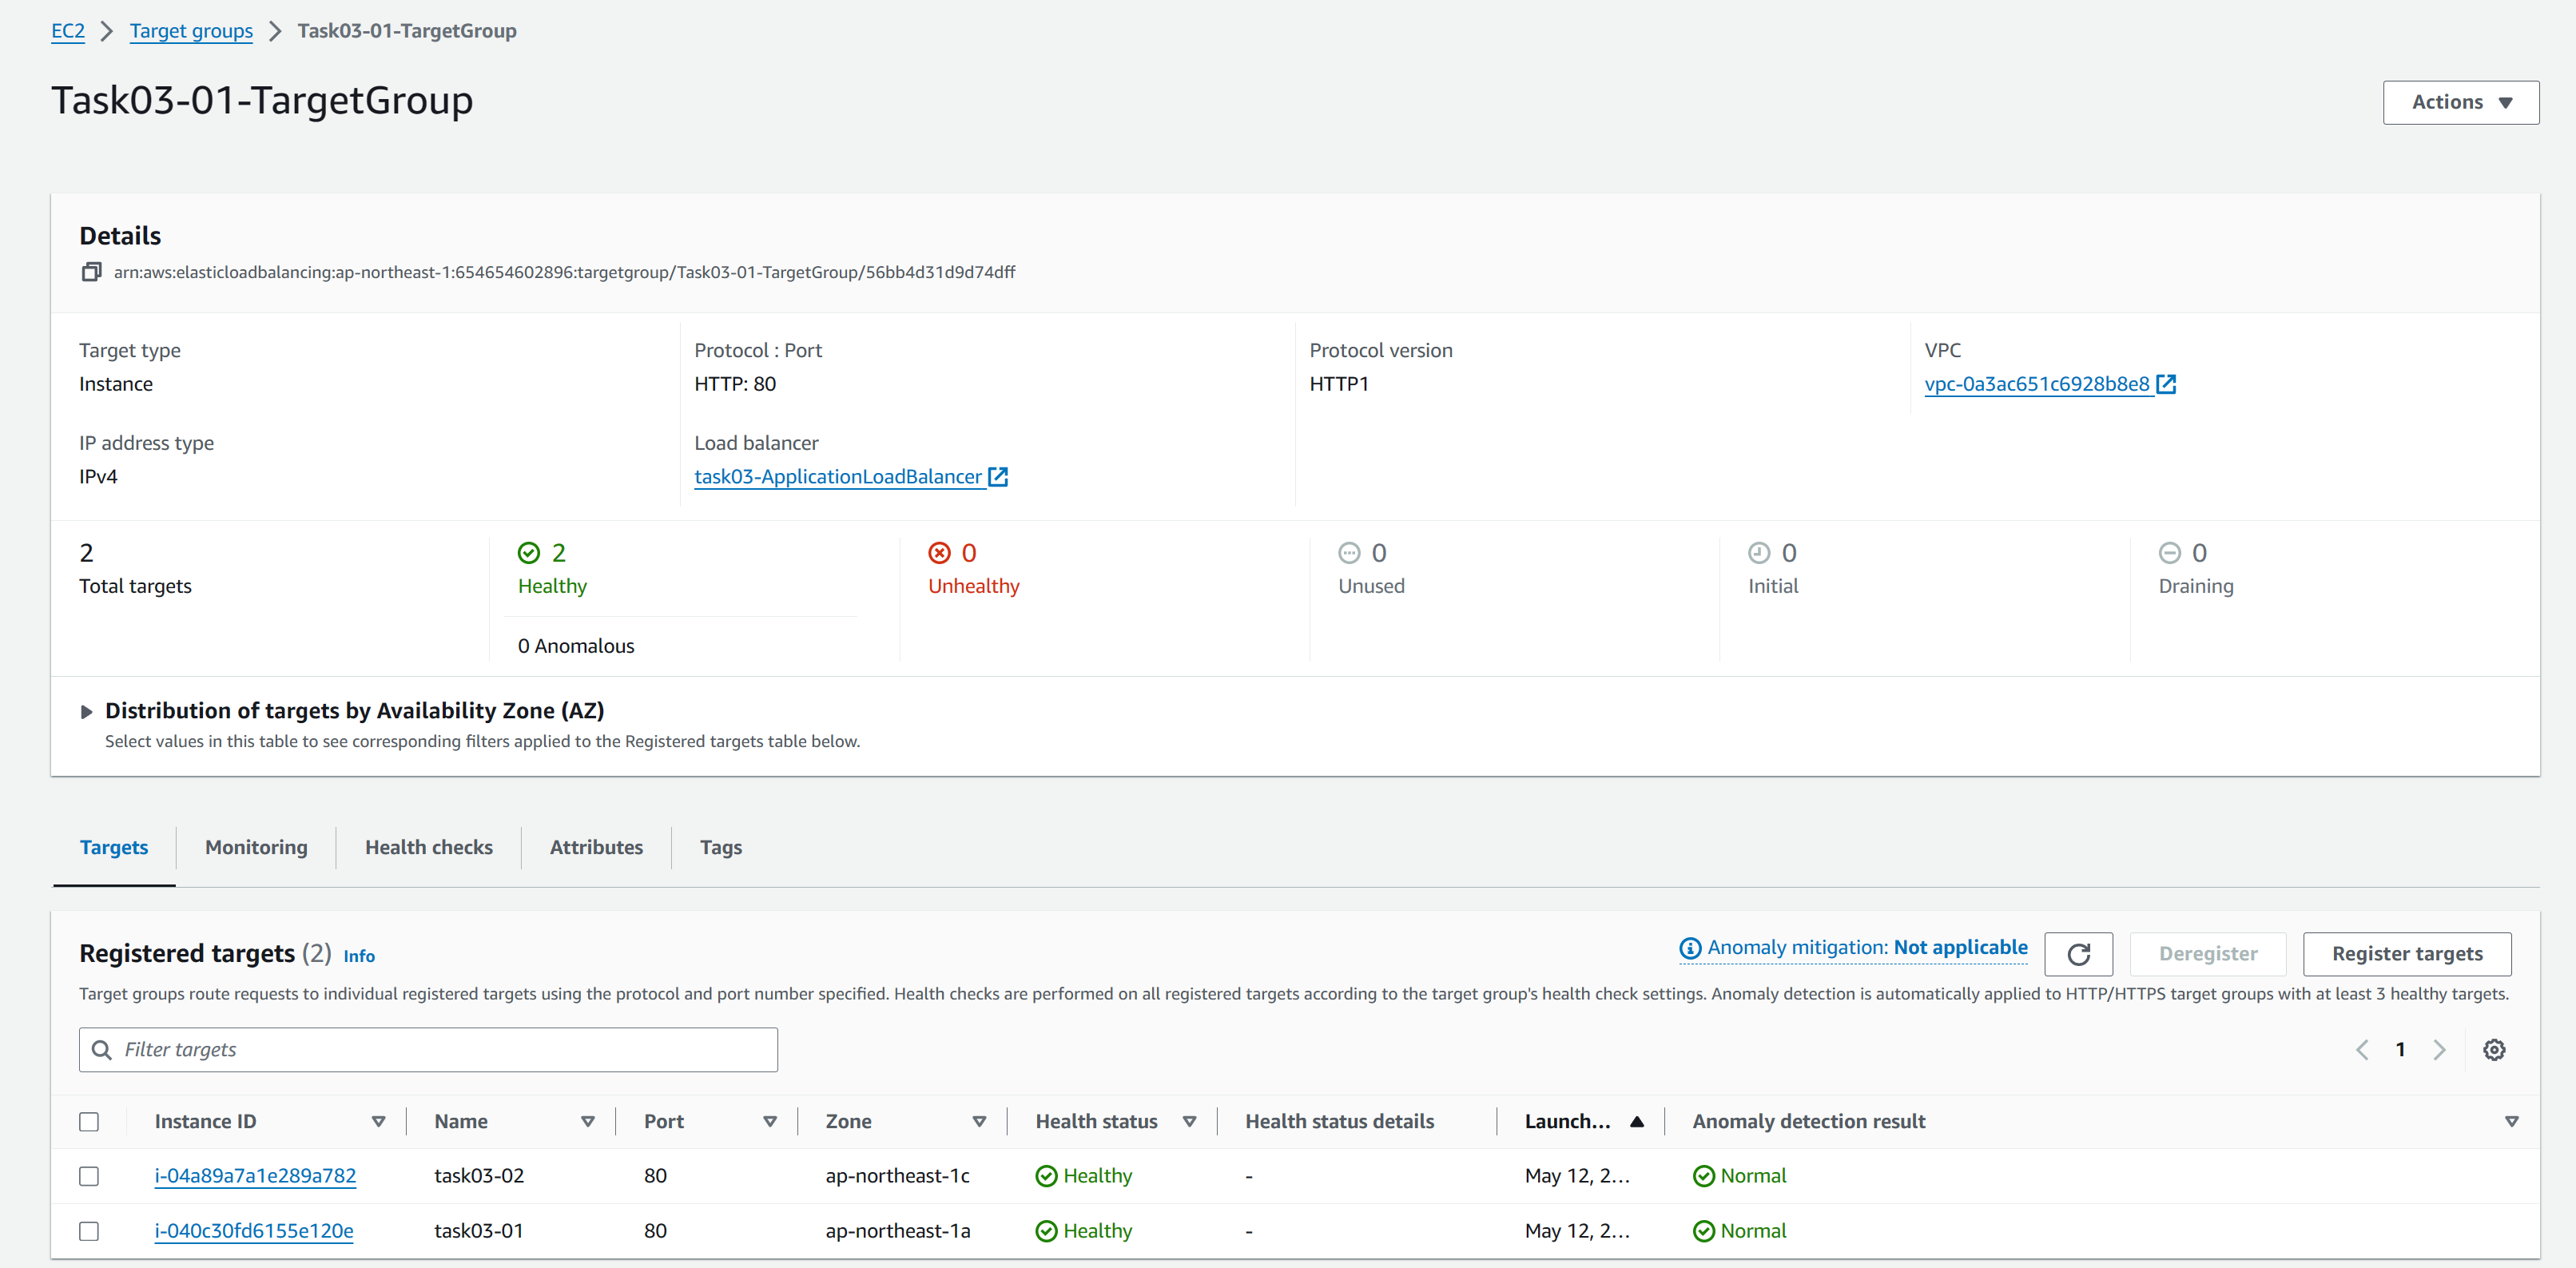 EC2 > Target groups > Task03-01-TargetGroup
Task03-01-TargetGroup
Actions
Details
arn:aws:elasticloadbalancing:ap-northeast-1:654654602896:targetgroup/Task03-01-TargetGroup/56bb4d31d9d74dff
Target type Protocol : Port Protocol version VPC
Instance HTTP: 80 HTTP1 vpc-0a3ac651c6928b8e8
IP address type Load balancer
IPv4 task03-ApplicationLoadBalancer
2 2 0 0 0 0
Total targets Healthy Unhealthy Unused Initial Draining
0 Anomalous
Distribution of targets by Availability Zone (AZ)
Select values in this table to see corresponding filters applied to the Registered targets table below.
Targets Monitoring Health checks Attributes Tags
Registered targets (2) Info Anomaly mitigation: Not applicable Deregister Register targets
Target groups route requests to individual registered targets using the protocol and port number specified. Health checks are performed on all registered targets according to the target group's health check settings. Anomaly detection is automatically applied to HTTP/HTTPS target groups with at least 3 healthy targets.
Filter targets 1
Instance ID Name Port Zone Health status Health status details Launch... Anomaly detection result
i-04a89a7a1e289a782 task03-02 80 ap-northeast-1c Healthy - May 12, 2... Normal
i-040c30fd6155e120e task03-01 80 ap-northeast-1a Healthy - May 12, 2... Normal